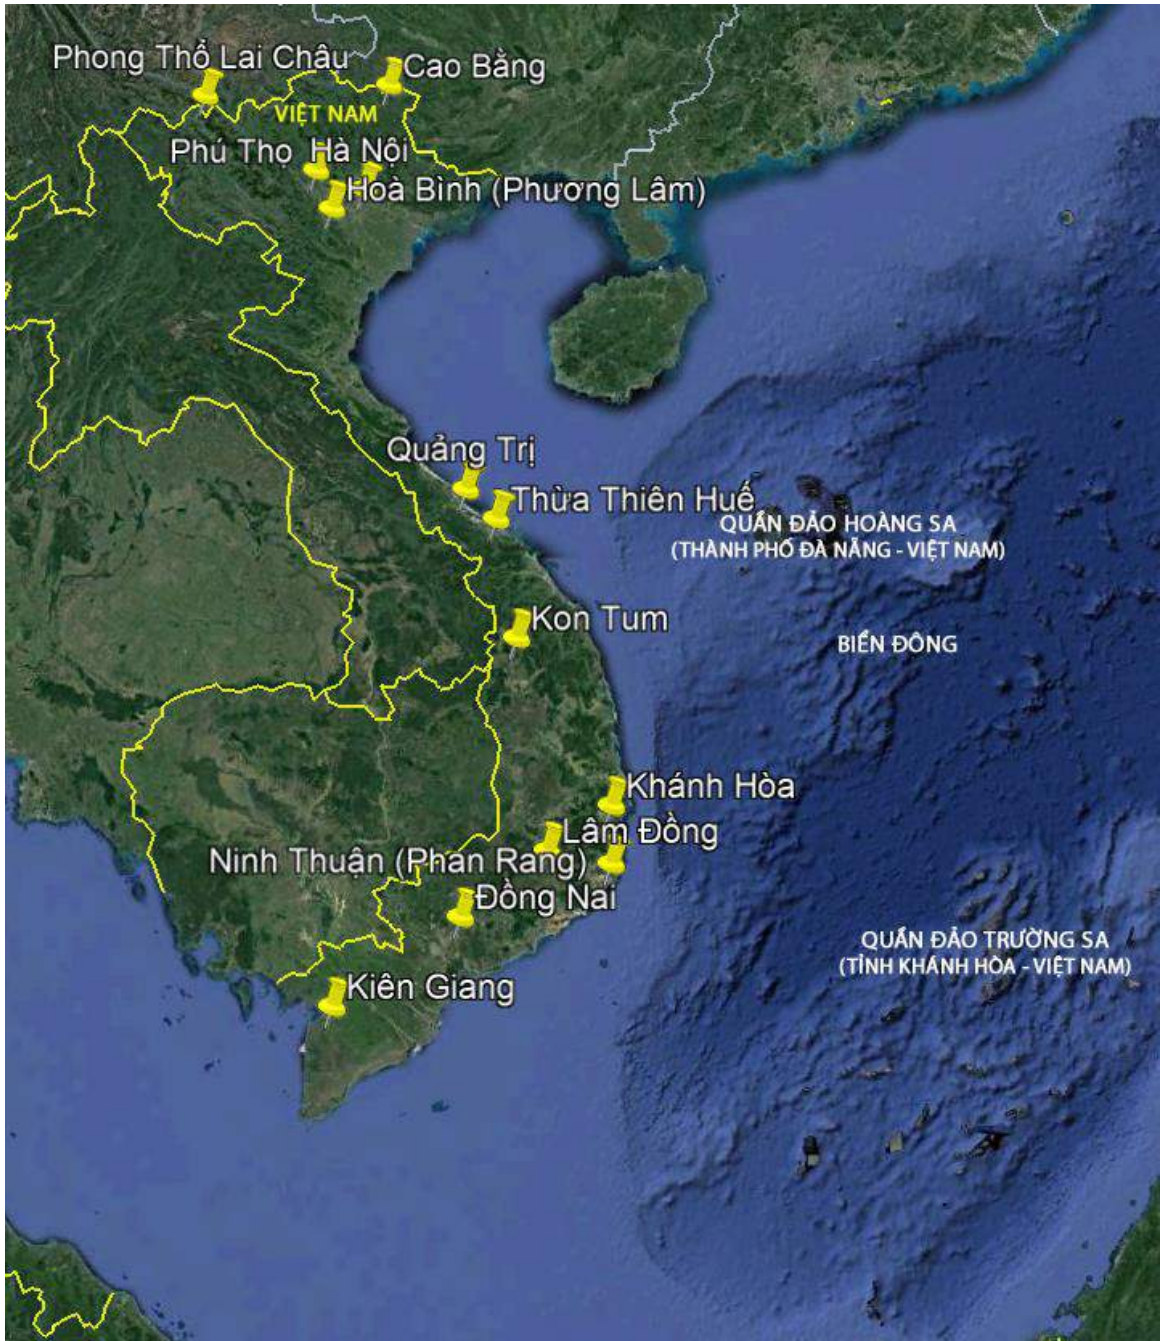 Phong Thổ Lai Châu
Cao Bằng
VIỆT NAM
Phú Thọ
Hà Nội
Hoà Bình (Phương Lâm)
Quảng Trị
Thừa Thiên Huế
QUẦN ĐẢO HOÀNG SA
(THÀNH PHỐ ĐÀ NẴNG - VIỆT NAM)
Kon Tum
BIỂN ĐÔNG
Khánh Hòa
Lâm Đồng
Ninh Thuận (Phan Rang)
Đồng Nai
QUẦN ĐẢO TRƯỜNG SA
(TỈNH KHÁNH HÒA - VIỆT NAM)
Kiên Giang